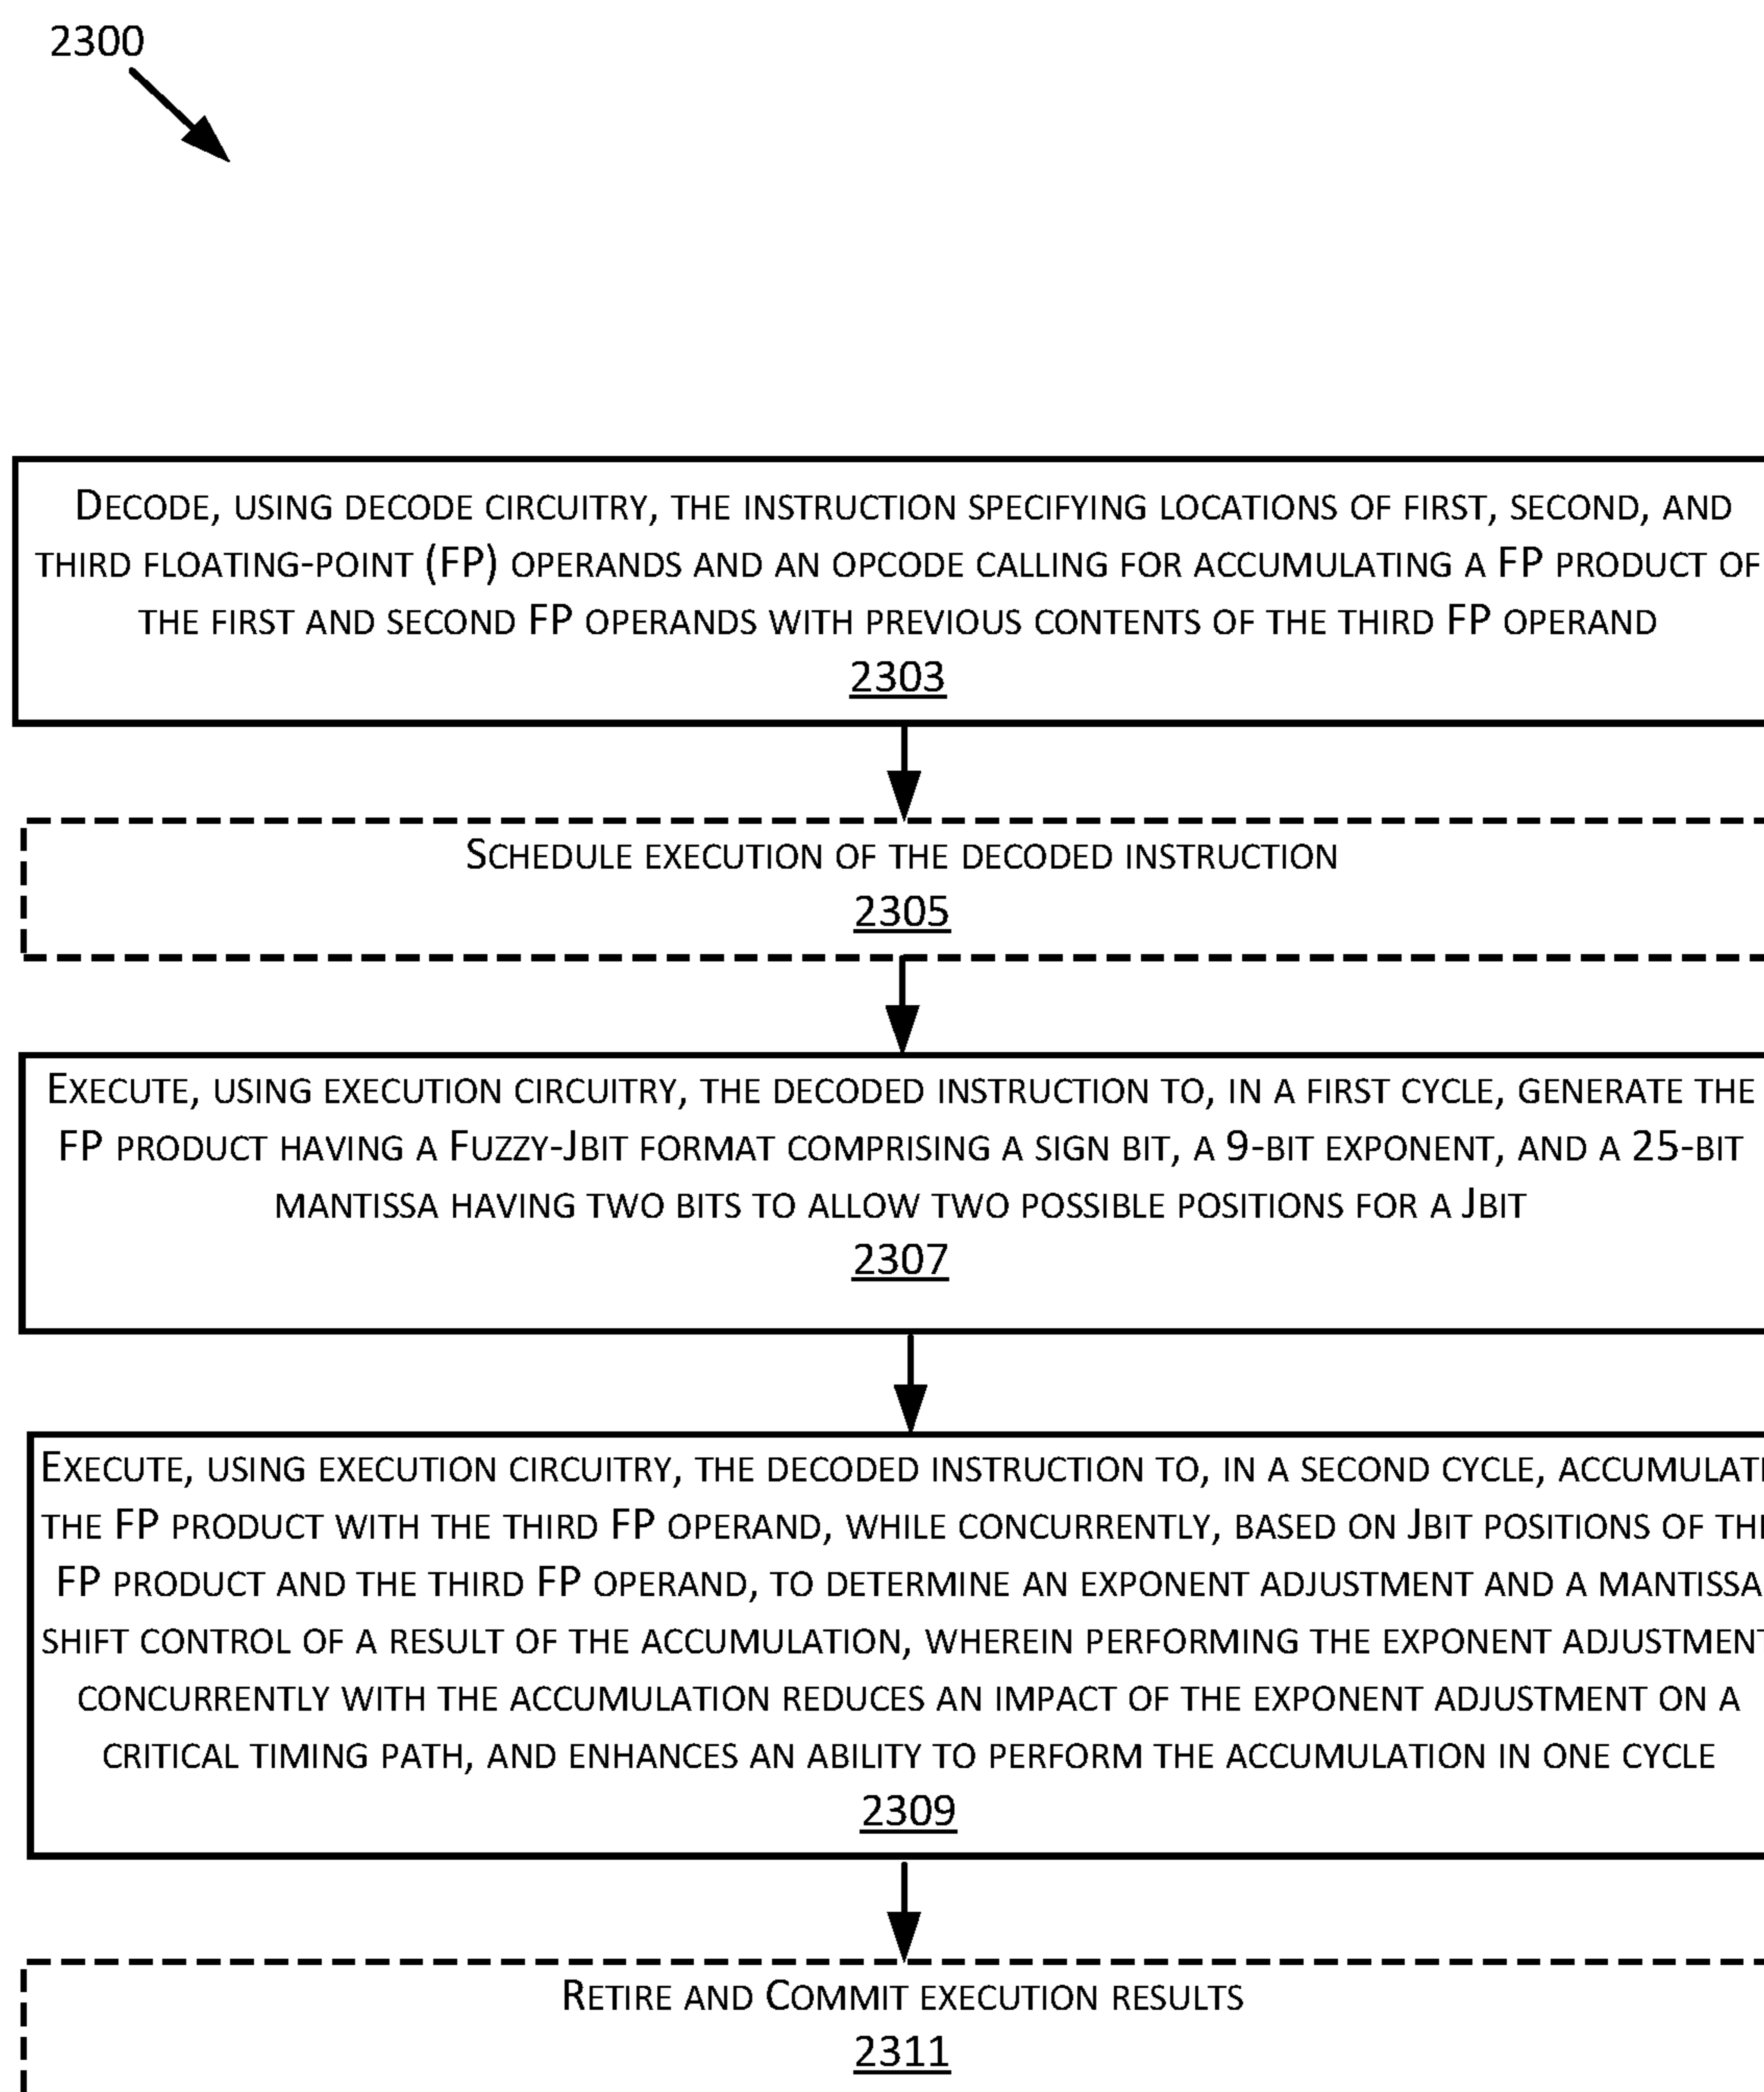 2300
Decode, using decode circuitry, the instruction specifying locations of first, second, and
third floating-point (FP) operands and an opcode calling for accumulating a FP product of
the first and second FP operands with previous contents of the third FP operand
2303
Schedule execution of the decoded instruction
2305
Execute, using execution circuitry, the decoded instruction to, in a first cycle, generate the
FP product having a Fuzzy-Jbit format comprising a sign bit, a 9-bit exponent, and a 25-bit
mantissa having two bits to allow two possible positions for a Jbit
2307
Execute, using execution circuitry, the decoded instruction to, in a second cycle, accumulate
the FP product with the third FP operand, while concurrently, based on Jbit positions of the
FP product and the third FP operand, to determine an exponent adjustment and a mantissa
shift control of a result of the accumulation, wherein performing the exponent adjustment
concurrently with the accumulation reduces an impact of the exponent adjustment on a
critical timing path, and enhances an ability to perform the accumulation in one cycle
2309
Retire and Commit execution results
2311